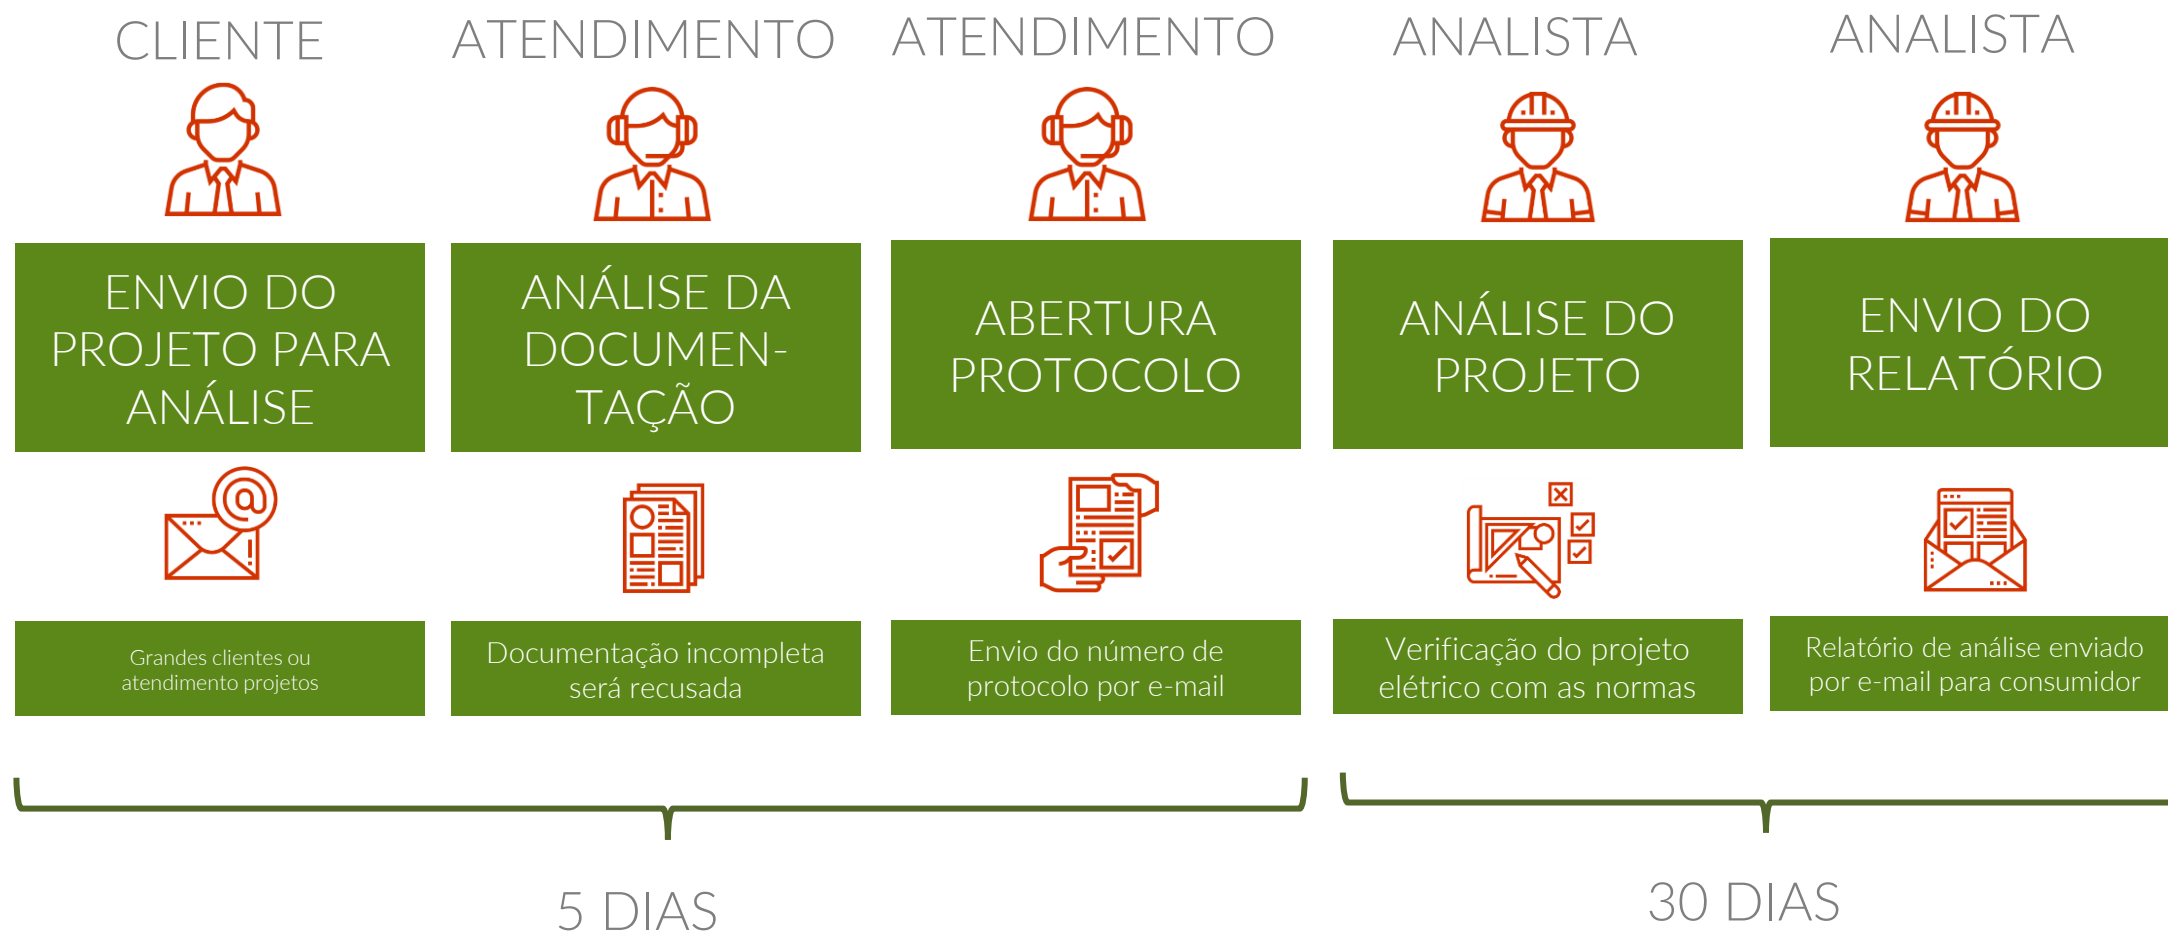 CLIENTE
ATENDIMENTO
ATENDIMENTO
ANALISTA
ANALISTA
ENVIO DO
PROJETO PARA
ANÁLISE
ANÁLISE DA
DOCUMEN-
TAÇÃO
ABERTURA
PROTOCOLO
ANÁLISE DO
PROJETO
ENVIO DO
RELATÓRIO
@
Grandes clientes ou
atendimento projetos
Documentação incompleta
será recusada
Envio do número de
protocolo por e-mail
Verificação do projeto
elétrico com as normas
Relatório de análise enviado
por e-mail para consumidor
5 DIAS
30 DIAS